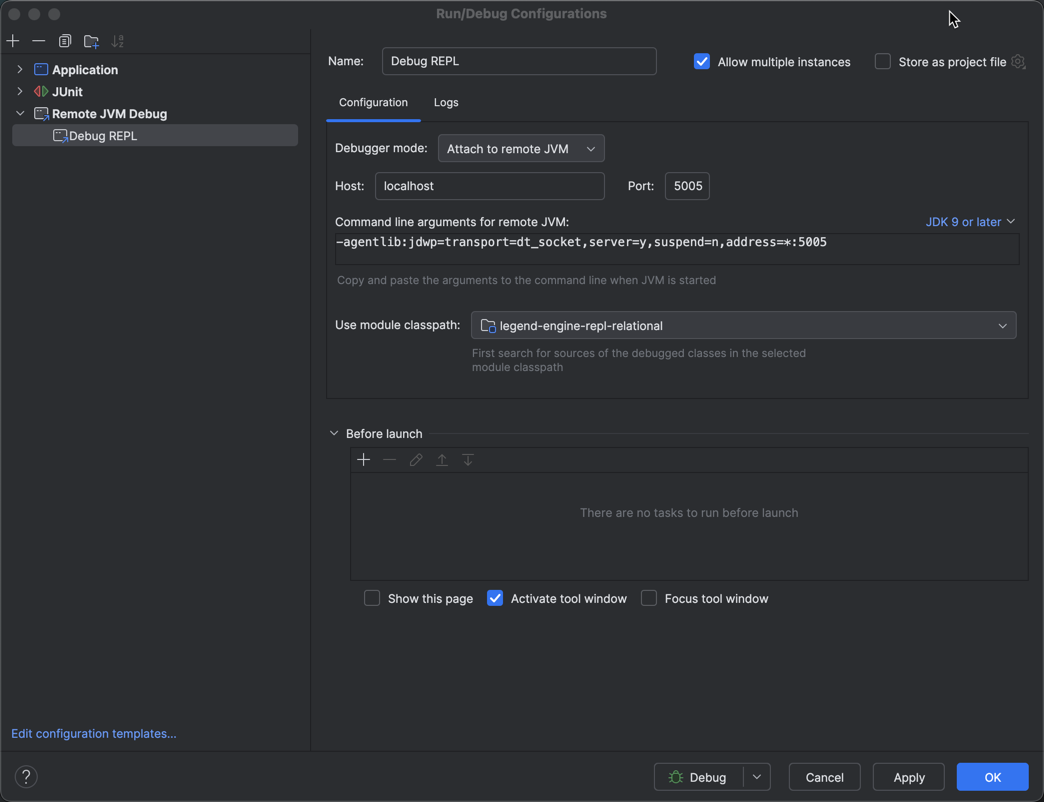 Run/Debug Configurations
Application
JUnit
Remote JVM Debug
Debug REPL
Edit configuration templates...
Name:
Debug REPL
Allow multiple instances
Store as project file
Configuration
Logs
Debugger mode:
Attach to remote JVM
Host:
localhost
Port:
5005
Command line arguments for remote JVM:
JDK 9 or later
-agentlib:jdwp=transport=dt_socket,server=y,suspend=n,address=*:5005
Copy and paste the arguments to the command line when JVM is started
Use module classpath:
legend-engine-repl-relational
First search for sources of the debugged classes in the selected
module classpath
Before launch
There are no tasks to run before launch
Show this page
Activate tool window
Focus tool window
?
Debug
Cancel
Apply
OK